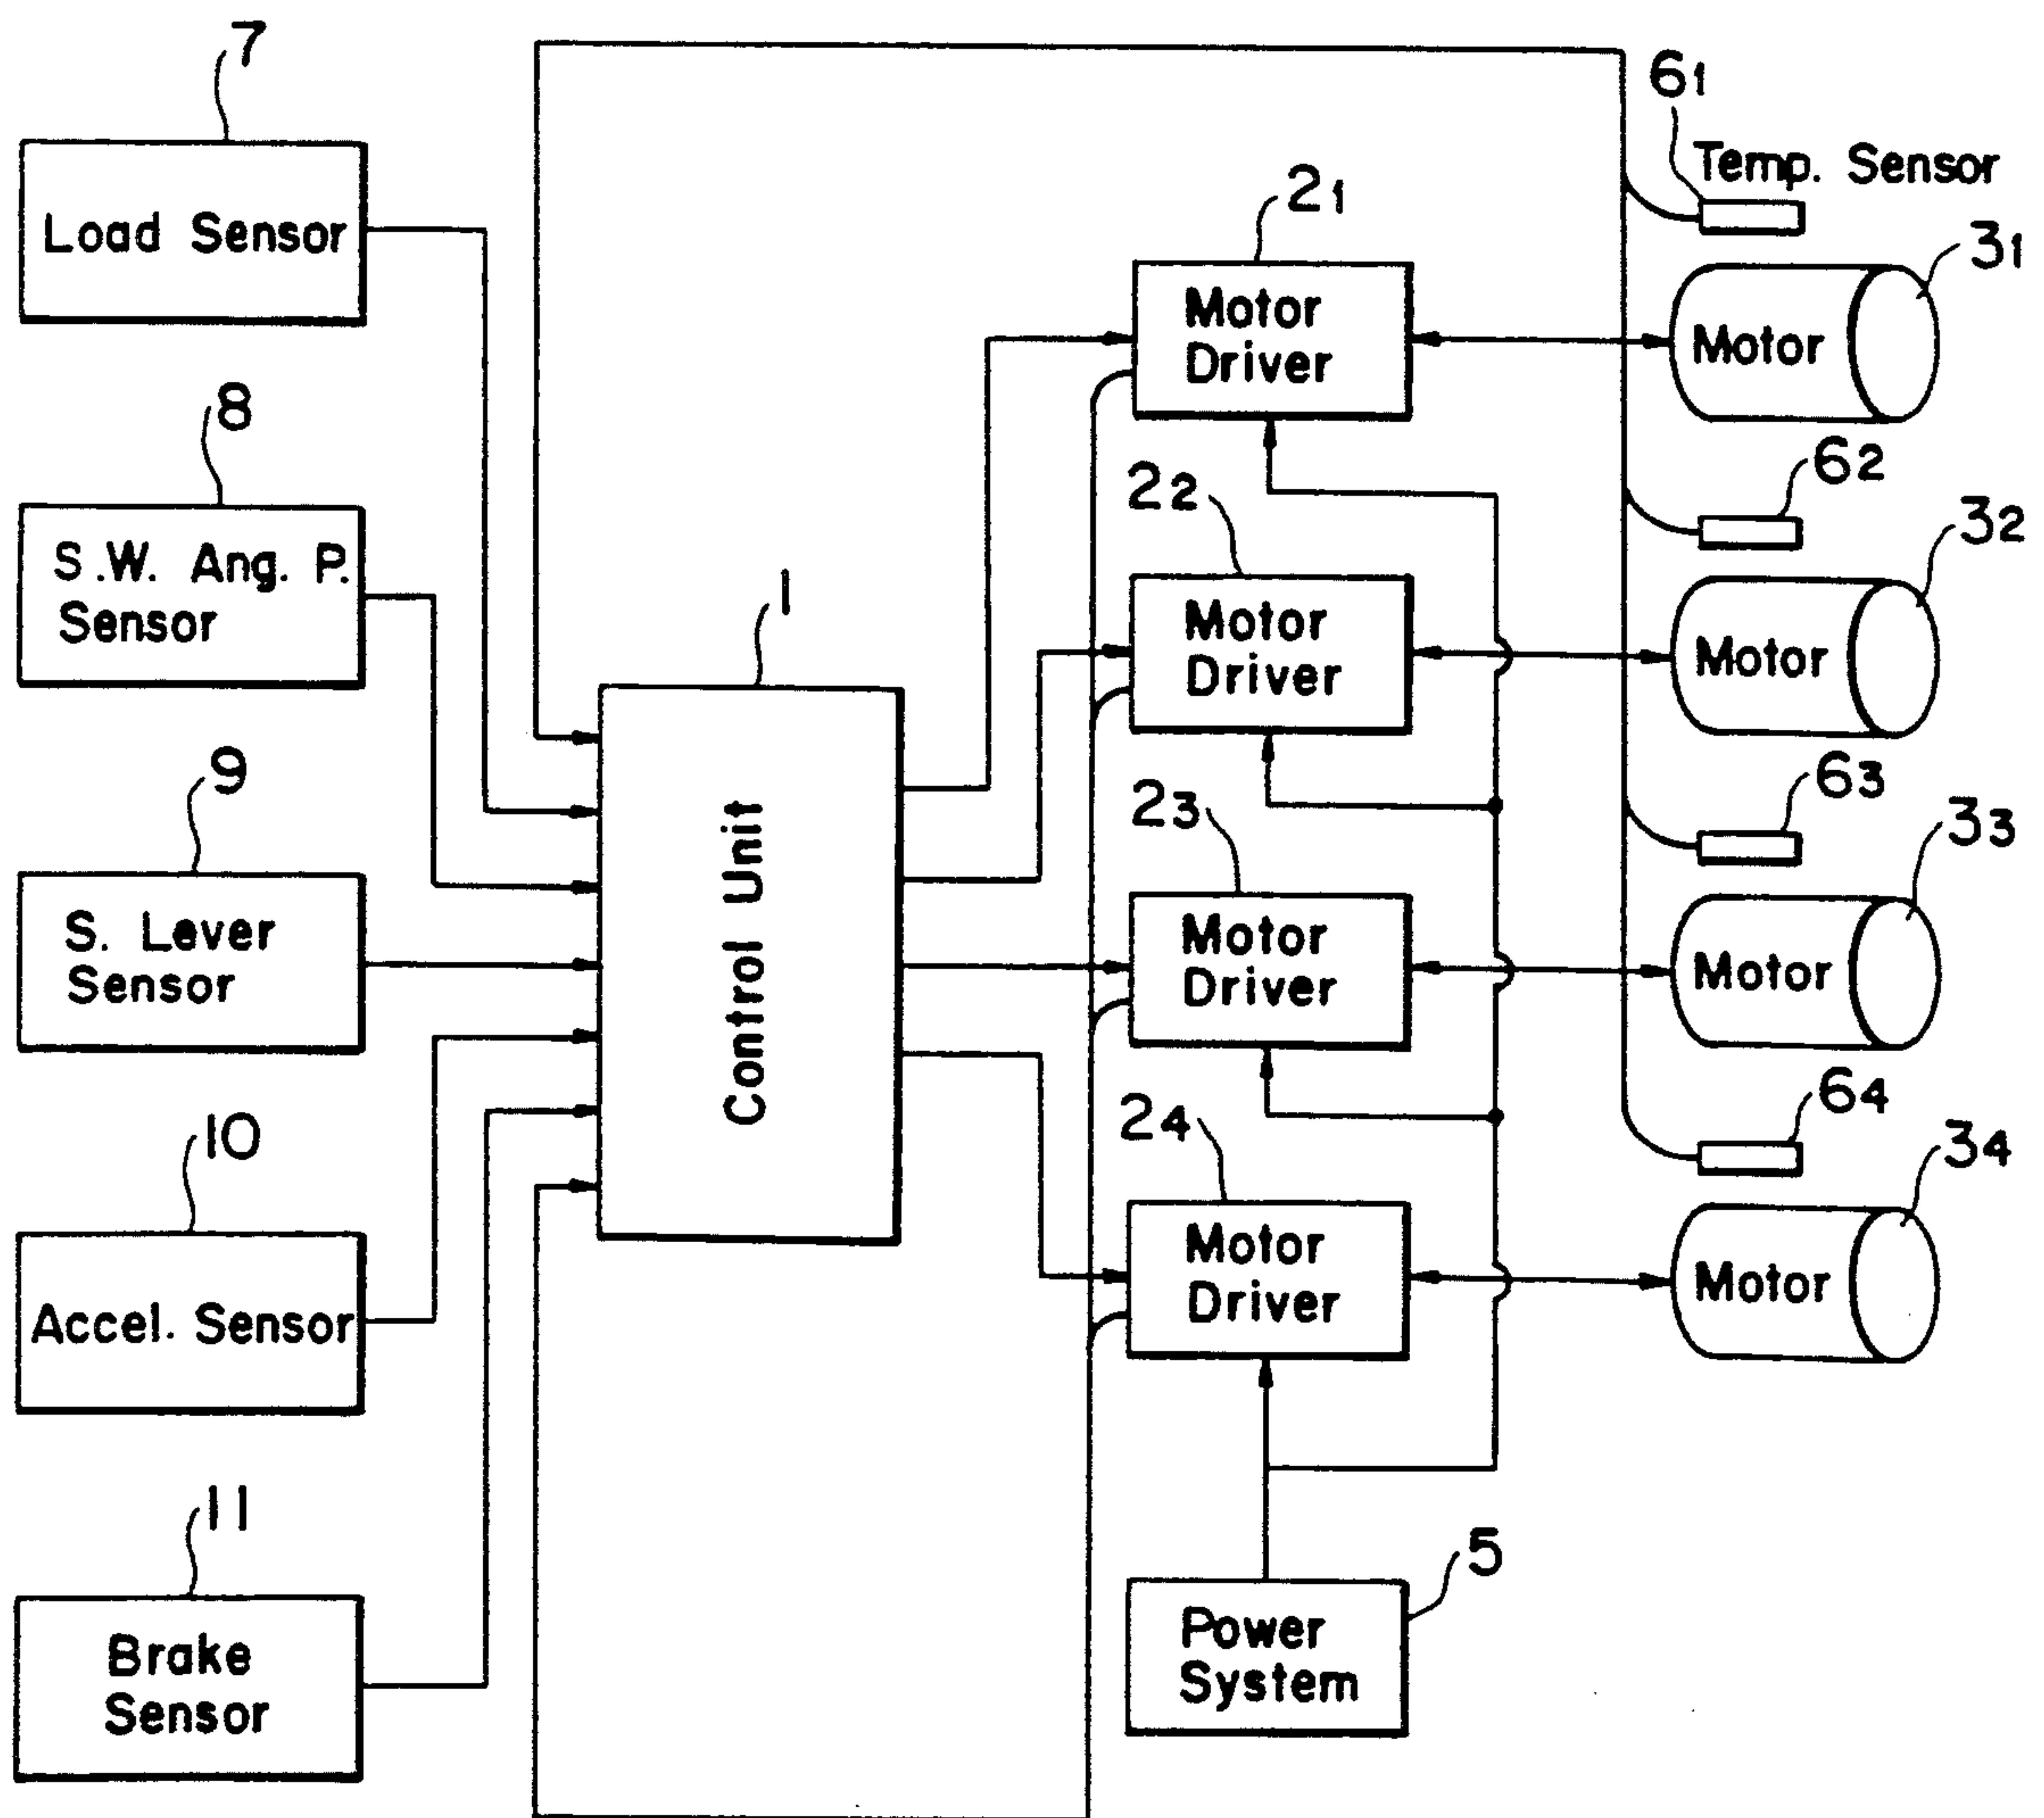 7
Load Sensor
8
S.W. Ang. P.
Sensor
9
S. Lever
Sensor
10
Accel. Sensor
11
Brake
Sensor
1
Control Unit
21
Motor
Driver
22
Motor
Driver
23
Motor
Driver
24
Motor
Driver
5
Power
System
61
Temp. Sensor
31
Motor
62
32
Motor
63
33
Motor
64
34
Motor